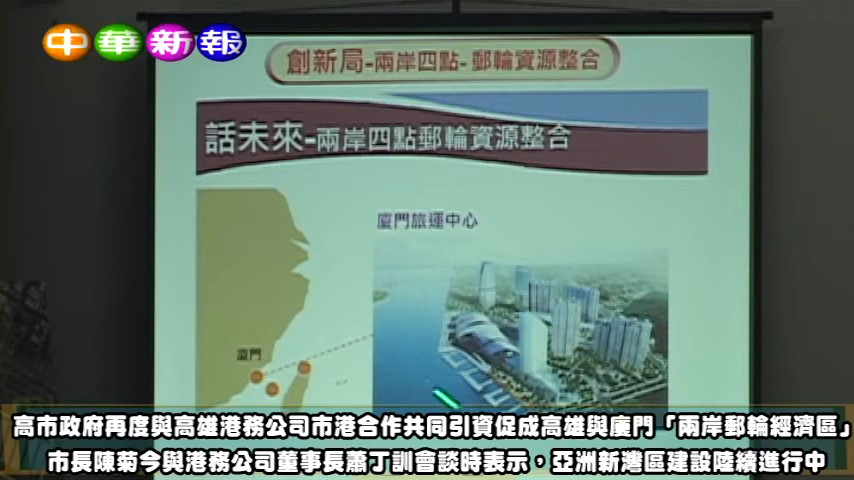 中華新報
創新局-兩岸四點-郵輪資源整合
話未來-兩岸四點郵輪資源整合
廈門旅運中心
廈門
高市政府再度與高雄港務公司市港合作共同引資促成高雄與廈門「兩岸郵輪經濟區」
市長陳菊今與港務公司董事長蕭丁訓會談時表示，亞洲新灣區建設陸續進行中